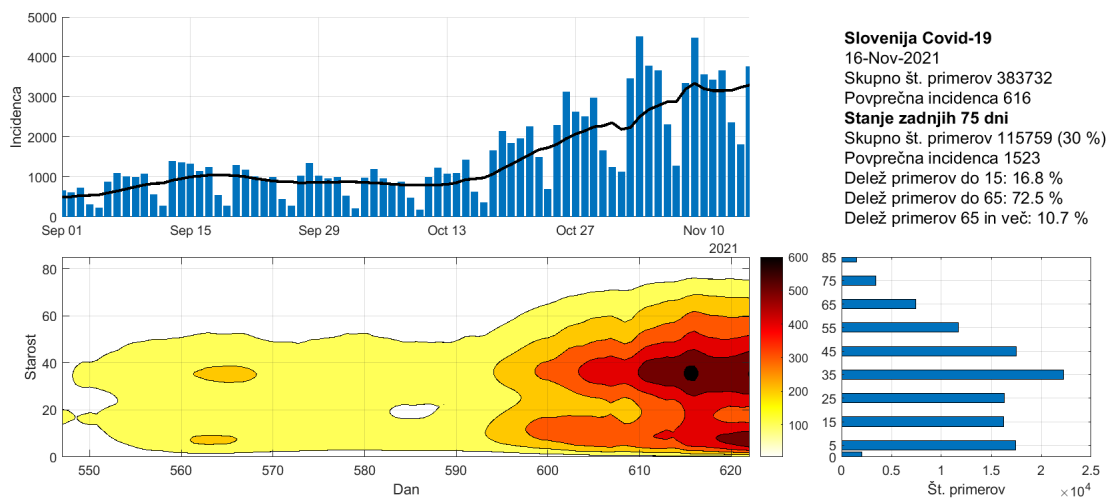 5000
4000
3000
2000
1000
0
Incidenca
Sep 01 Sep 15 Sep 29 Oct 13 Oct 27 Nov 10
2021
Slovenija Covid-19
16-Nov-2021
Skupno št. primerov 383732
Povprečna incidenca 616
Stanje zadnjih 75 dni
Skupno št. primerov 115759 (30 %)
Povprečna incidenca 1523
Delež primerov do 15: 16.8 %
Delež primerov do 65: 72.5 %
Delež primerov 65 in več: 10.7 %
80
60
40
20
0
Starost
550 560 570 580 590 600 610 620
Dan
600
500
400
300
200
100
85
75
65
55
45
35
25
15
5
0
0 0.5 1 1.5 2 2.5
×10⁴
Št. primerov